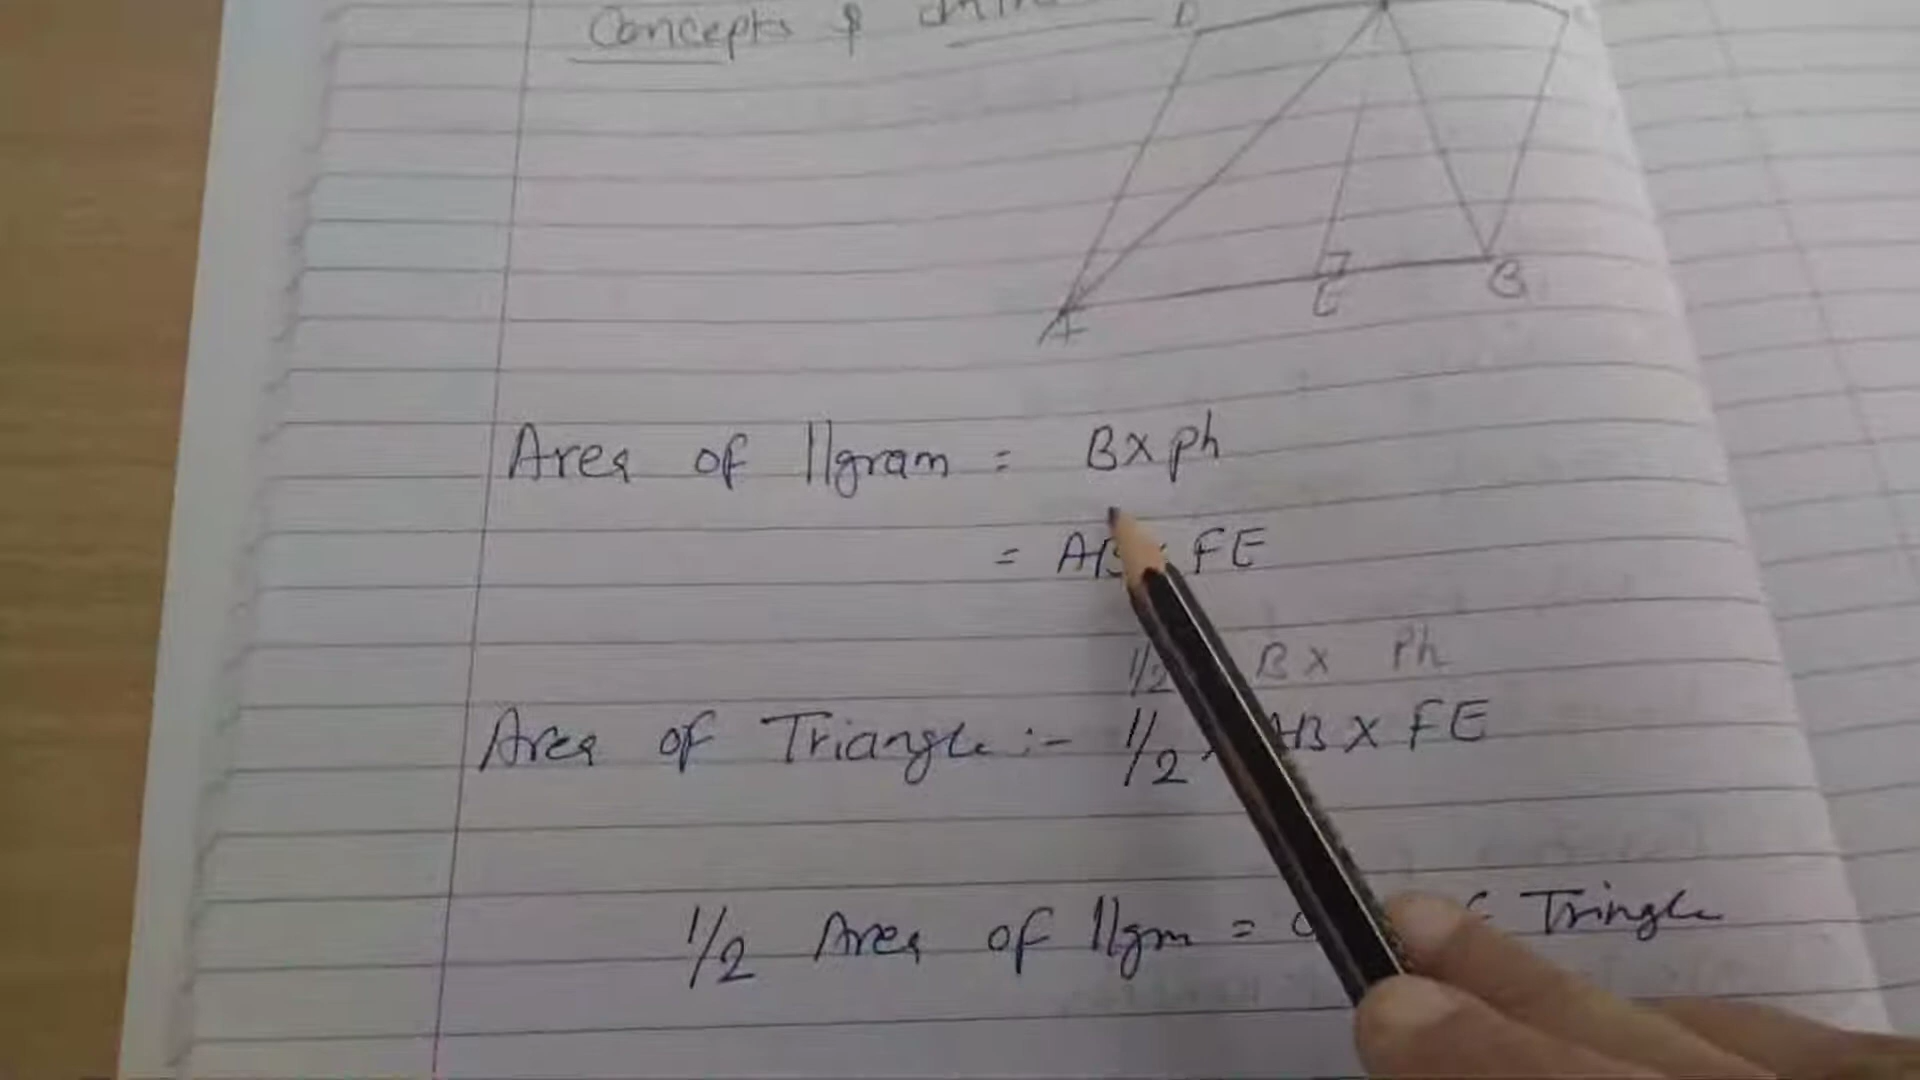 Concepts &
D
A
E
B
Area of ||gram = B x ph
= AB x FE
1/2 B x Ph
Area of Triangle :- 1/2 x AB x FE
1/2 Area of ||gm = Tringle